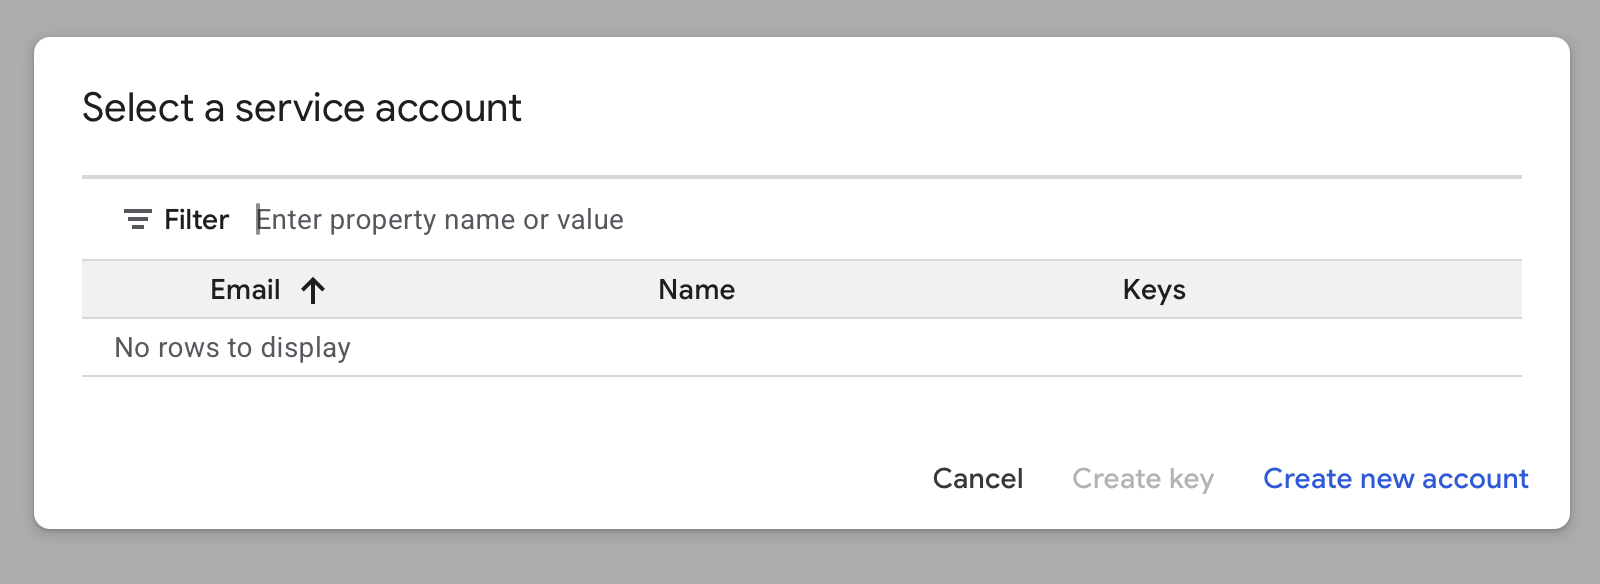 Select a service account
Filter Enter property name or value
Email Name Keys
No rows to display
Cancel Create key Create new account